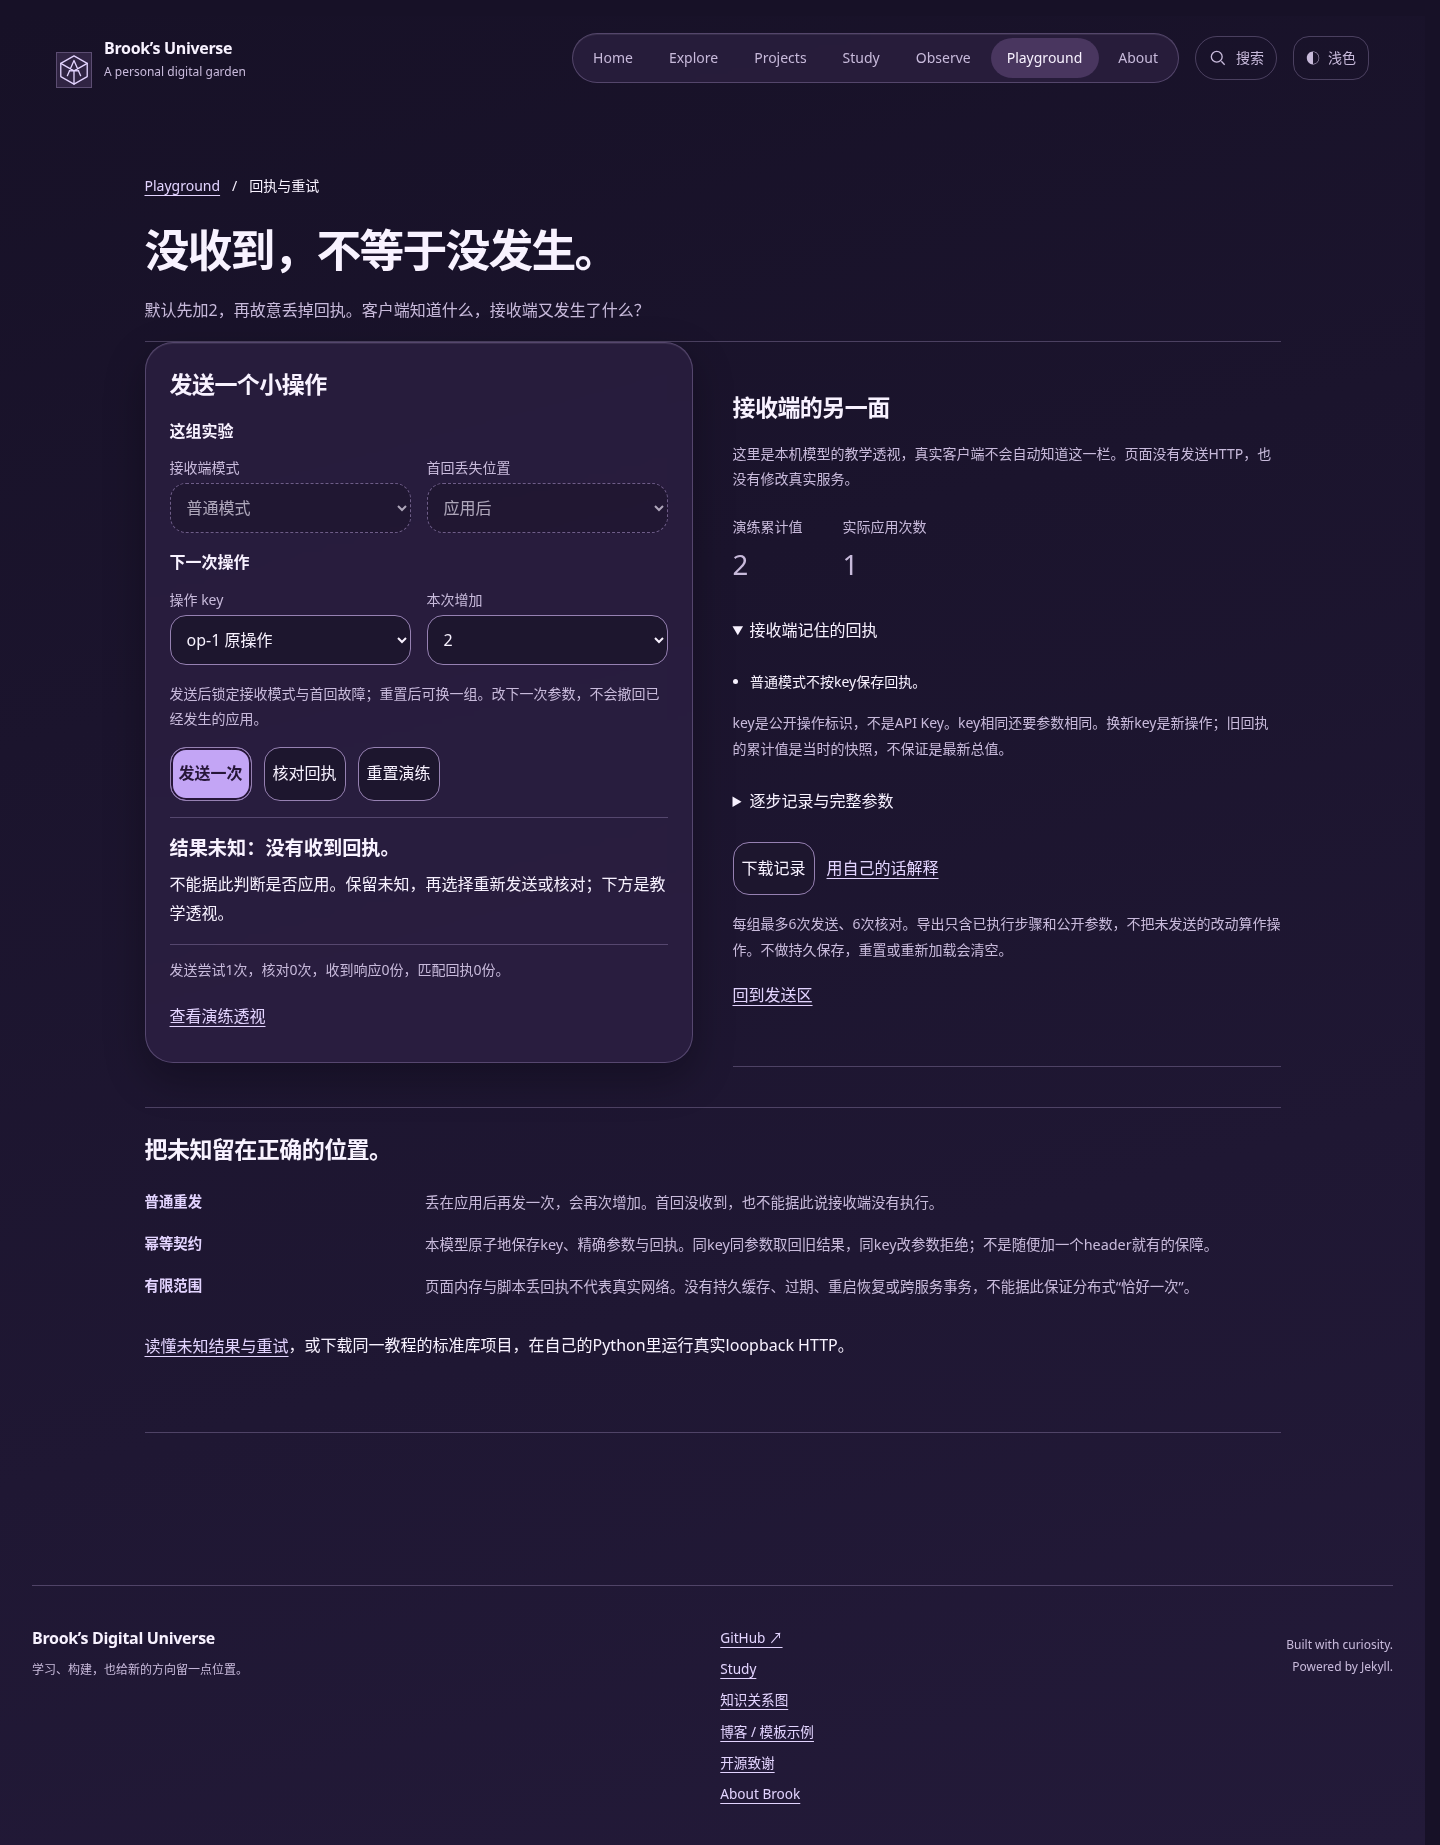 Brook’s Universe
A personal digital garden
Home
Explore
Projects
Study
Observe
Playground
About
搜索
浅色
Playground / 回执与重试
没收到，不等于没发生。
默认先加2，再故意丢掉回执。客户端知道什么，接收端又发生了什么？
发送一个小操作
这组实验
接收端模式
首回丢失位置
普通模式
应用后
下一次操作
操作 key
本次增加
op-1 原操作
2
发送后锁定接收模式与首回故障；重置后可换一组。改下一次参数，不会撤回已
经发生的应用。
发送一次
核对回执
重置演练
结果未知：没有收到回执。
不能据此判断是否应用。保留未知，再选择重新发送或核对；下方是教
学透视。
发送尝试1次，核对0次，收到响应0份，匹配回执0份。
查看演练透视
接收端的另一面
这里是本机模型的教学透视，真实客户端不会自动知道这一栏。页面没有发送HTTP，也
没有修改真实服务。
演练累计值
实际应用次数
2
1
▼ 接收端记住的回执
• 普通模式不按key保存回执。
key是公开操作标识，不是API Key。key相同还要参数相同。换新key是新操作；旧回执
的累计值是当时的快照，不保证是最新总值。
▶ 逐步记录与完整参数
下载记录
用自己的话解释
每组最多6次发送、6次核对。导出只含已执行步骤和公开参数，不把未发送的改动算作操
作。不做持久保存，重置或重新加载会清空。
回到发送区
把未知留在正确的位置。
普通重发
丢在应用后再发一次，会再次增加。首回没收到，也不能据此说接收端没有执行。
幂等契约
本模型原子地保存key、精确参数与回执。同key同参数取回旧结果，同key改参数拒绝；不是随便加一个header就有的保障。
有限范围
页面内存与脚本丢回执不代表真实网络。没有持久缓存、过期、重启恢复或跨服务事务，不能据此保证分布式“恰好一次”。
读懂未知结果与重试，或下载同一教程的标准库项目，在自己的Python里运行真实loopback HTTP。
Brook’s Digital Universe
学习、构建，也给新的方向留一点位置。
GitHub ↗
Study
知识关系图
博客 / 模板示例
开源致谢
About Brook
Built with curiosity.
Powered by Jekyll.